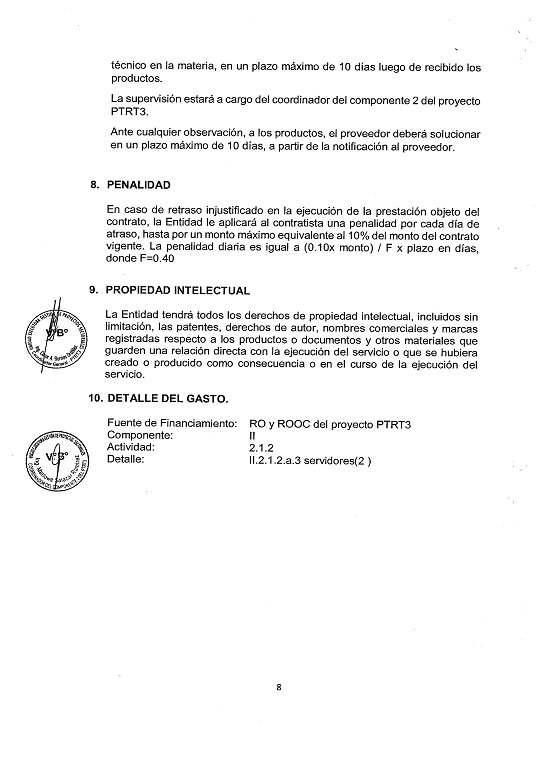 técnico en la materia, en un plazo máximo de 10 días luego de recibido los
productos.
La supervisión estará a cargo del coordinador del componente 2 del proyecto
PTRT3.
Ante cualquier observación, a los productos, el proveedor deberá solucionar
en un plazo máximo de 10 días, a partir de la notificación al proveedor.
8. PENALIDAD
En caso de retraso injustificado en la ejecución de la prestación objeto del
contrato, la Entidad le aplicará al contratista una penalidad por cada día de
atraso, hasta por un monto máximo equivalente al 10% del monto del contrato
vigente. La penalidad diaria es igual a (0.10x monto) / F x plazo en días,
donde F=0.40
9. PROPIEDAD INTELECTUAL
La Entidad tendrá todos los derechos de propiedad intelectual, incluidos sin
limitación, las patentes, derechos de autor, nombres comerciales y marcas
registradas respecto a los productos o documentos y otros materiales que
guarden una relación directa con la ejecución del servicio o que se hubiera
creado o producido como consecuencia o en el curso de la ejecución del
servicio.
V°B°
10. DETALLE DEL GASTO.
Fuente de Financiamiento: RO y ROOC del proyecto PTRT3
Componente: II
Actividad: 2.1.2
Detalle: II.2.1.2.a.3 servidores(2 )
V°B°
8